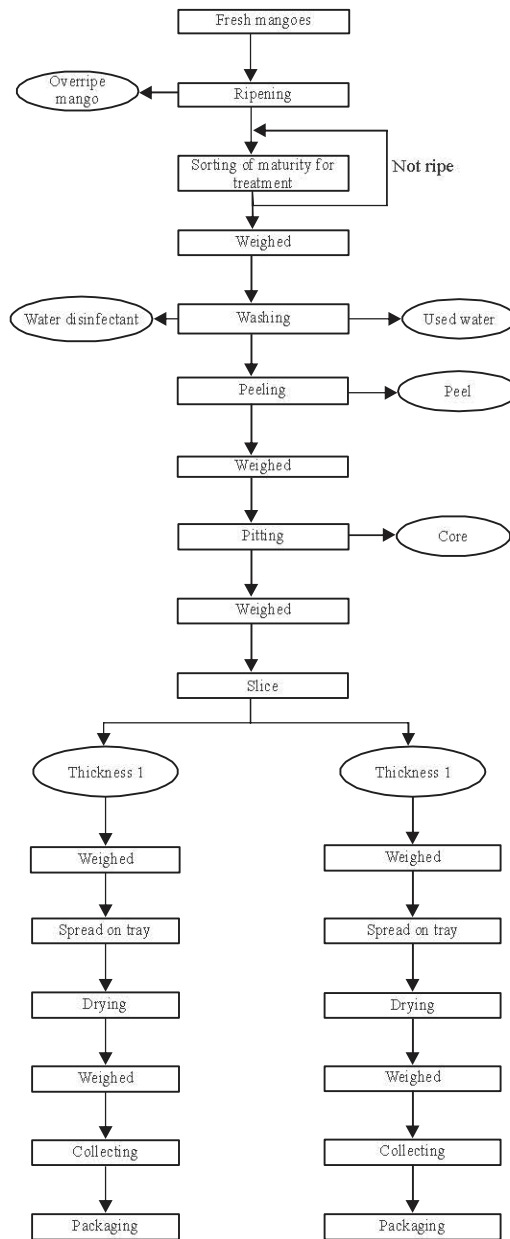 Fresh mangoes
Overripe
mango
Ripening
Sorting of maturity for
treatment
Not ripe
Weighed
Water disinfectant
Washing
Used water
Peeling
Peel
Weighed
Pitting
Core
Weighed
Slice
Thickness 1
Thickness 1
Weighed
Weighed
Spread on tray
Spread on tray
Drying
Drying
Weighed
Weighed
Collecting
Collecting
Packaging
Packaging